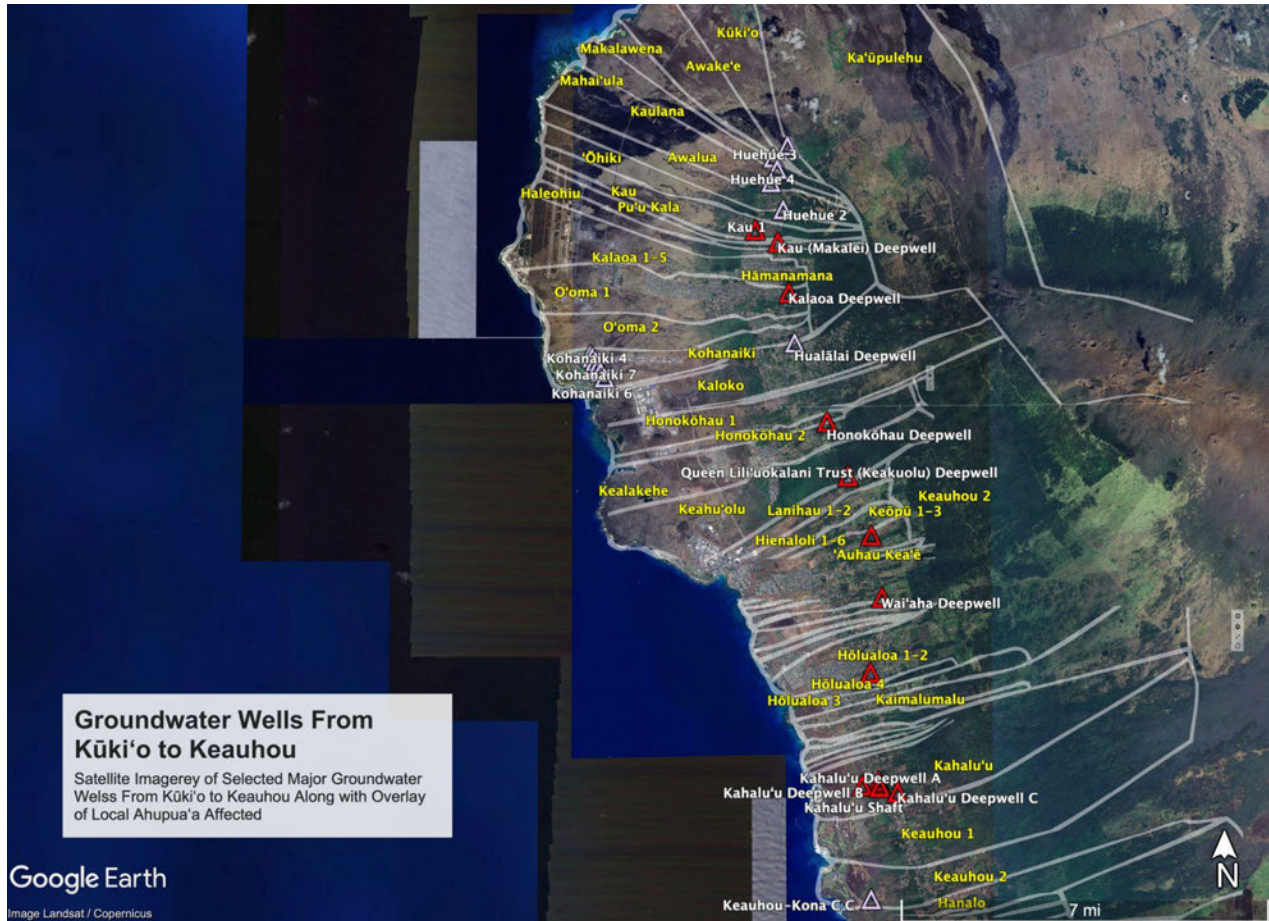 Kūki'o
Makalawena
Awake'e
Ka'ūpulehu
Mahai'ula
Kaulana
'Ōhiki
Awalua
Huehue 3
Huehue 4
Haleohiu
Kau
Pu'u Kala
Huehue 2
Kau 1
Kau (Makalei) Deepwell
Kalaoa 1-5
Hāmanamana
O'oma 1
Kalaoa Deepwell
O'oma 2
Kohanaiki 4
Kohanaiki
Hualālai Deepwell
Kohanaiki 7
Kaloko
Kohanaiki 6
Honokōhau 1
Honokōhau 2
Honokōhau Deepwell
Queen Lili'uokalani Trust (Keakuolu) Deepwell
Kealakehe
Keauhou 2
Keahu'olu
Lanihau 1-2
Keōpū 1-3
Hienaloli 1-6
'Auhau Kea'ē
Wai'aha Deepwell
Hōlualoa 1-2
Hōlualoa 4
Hōlualoa 3
Kaimalumalu
Groundwater Wells From
Kūki‘o to Keauhou
Satellite Imagerey of Selected Major Groundwater
Welss From Kūki‘o to Keauhou Along with Overlay
of Local Ahupua‘a Affected
Kahalu'u
Kahalu'u Deepwell A
Kahalu'u Deepwell B
Kahalu'u Deepwell C
Kahalu'u Shaft
Keauhou 1
N
Keauhou 2
Google Earth
Keauhou-Kona C.C.
Hanalo
7 mi
Image Landsat / Copernicus